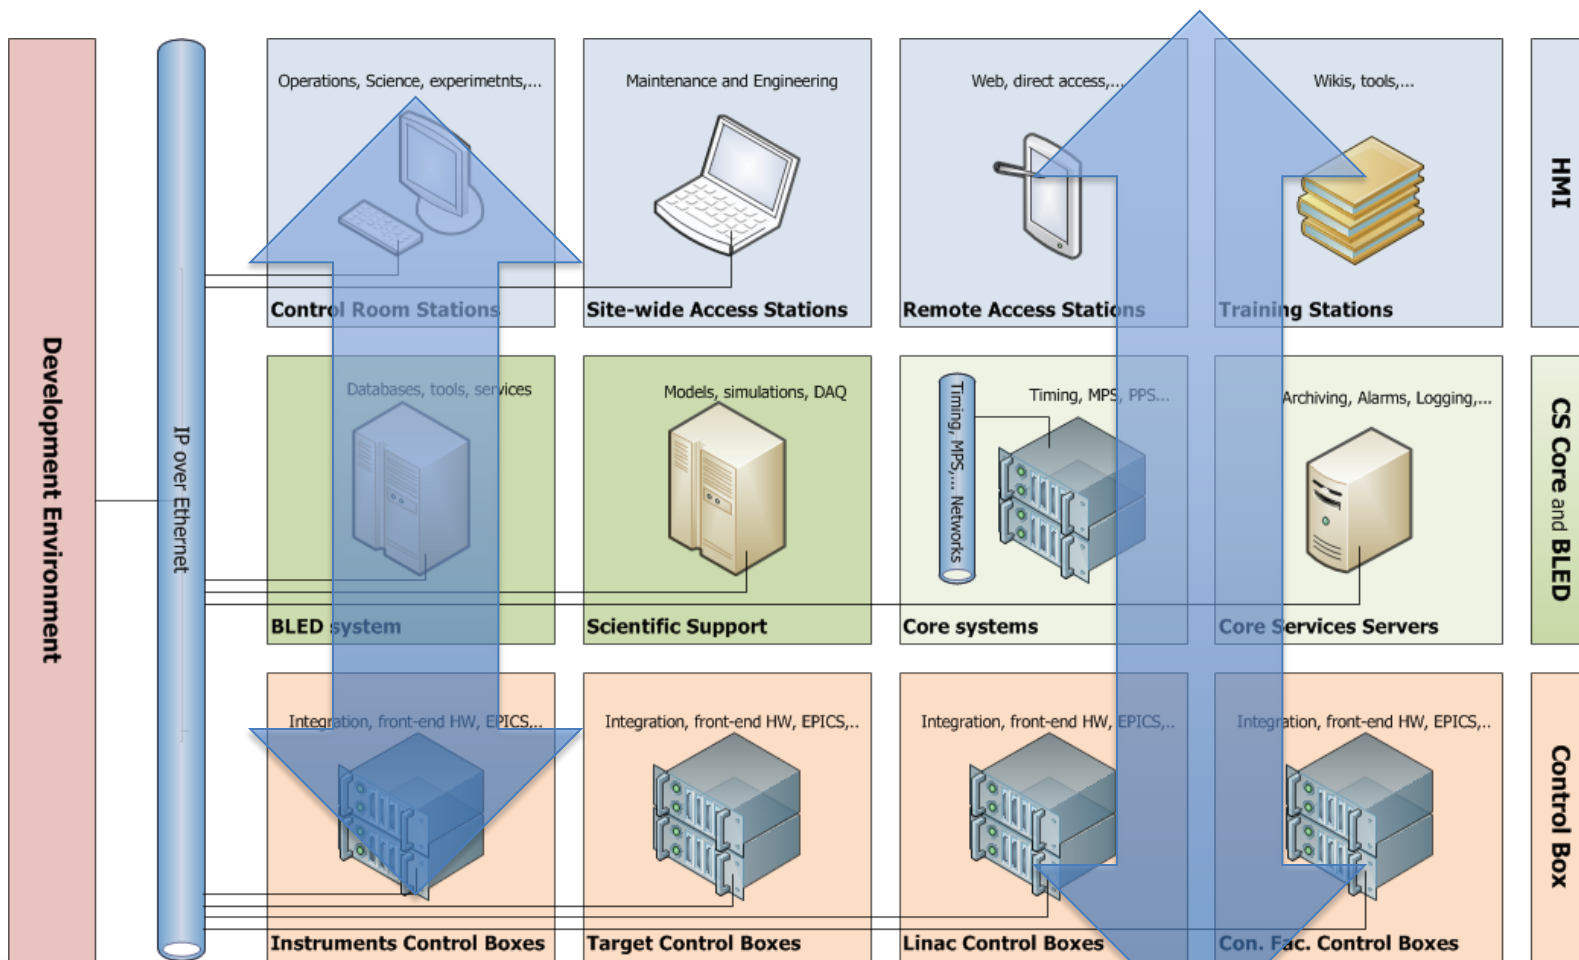 Development Environment
IP over Ethernet
Operations, Science, experimetnts,...
Control Room Stations
Maintenance and Engineering
Site-wide Access Stations
Web, direct access,...
Remote Access Stations
Wikis, tools,...
Training Stations
HMI
Databases, tools, services
BLED system
Models, simulations, DAQ
Scientific Support
Timing, MPS, PPS...
Timing, MPS,... Networks
Core systems
Archiving, Alarms, Logging,...
Core Services Servers
CS Core and BLED
Integration, front-end HW, EPICS,..
Instruments Control Boxes
Integration, front-end HW, EPICS,..
Target Control Boxes
Integration, front-end HW, EPICS,..
Linac Control Boxes
Integration, front-end HW, EPICS,..
Con. Fac. Control Boxes
Control Box